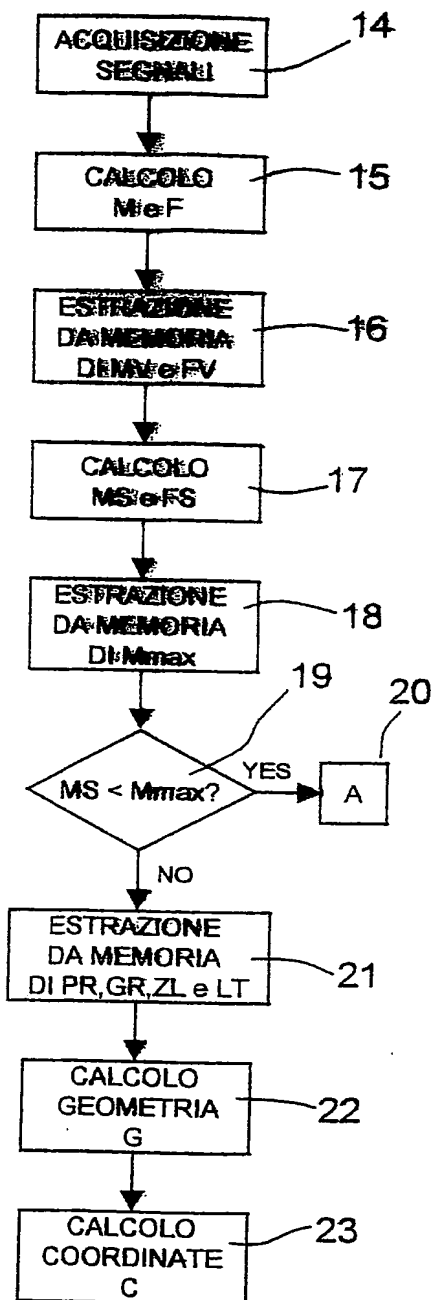 ACQUISIZIONE
SEGNALI
14
CALCOLO
M e F
15
ESTRAZIONE
DA MEMORIA
DI MV e FV
16
CALCOLO
MS e FS
17
ESTRAZIONE
DA MEMORIA
DI Mmax
18
19
MS < Mmax?
YES
20
A
NO
ESTRAZIONE
DA MEMORIA
DI PR,GR,ZL e LT
21
CALCOLO
GEOMETRIA
G
22
CALCOLO
COORDINATE
C
23